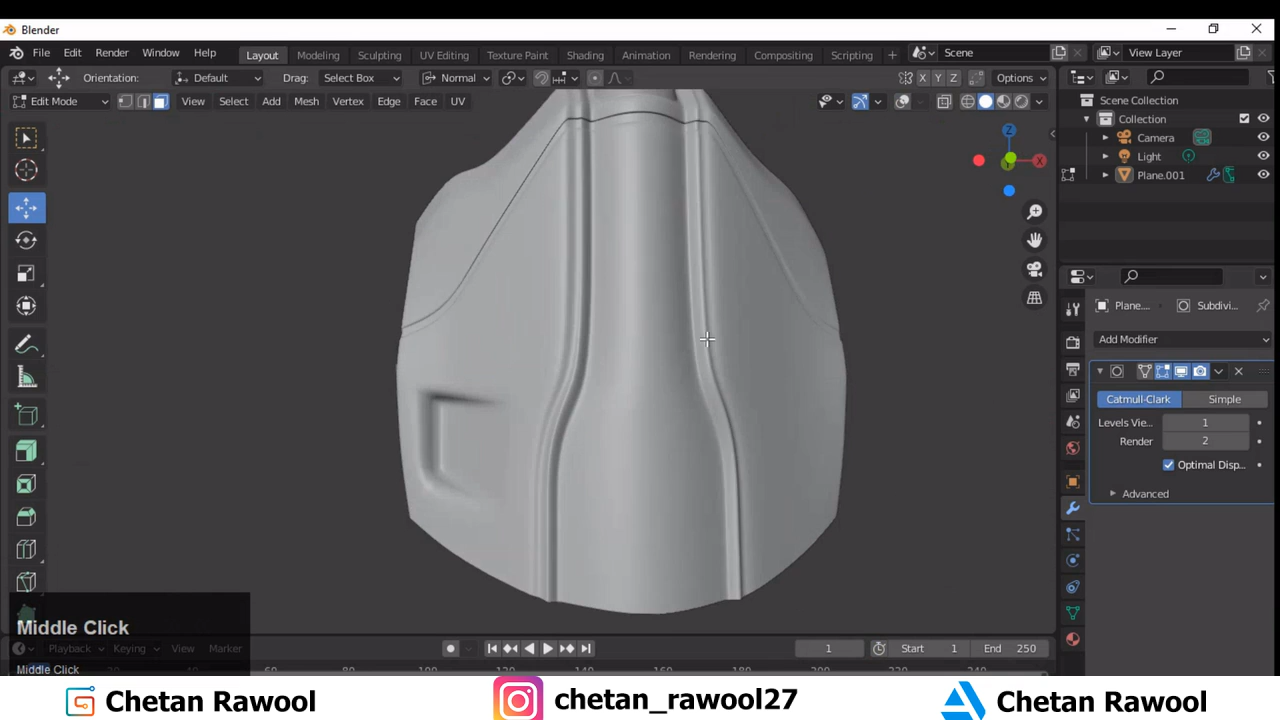 Blender
File Edit Render Window Help Layout Modeling Sculpting UV Editing Texture Paint Shading Animation Rendering Compositing Scripting + Scene View Layer
Orientation: Default Drag: Select Box Normal X Y Z Options
Edit Mode View Select Add Mesh Vertex Edge Face UV
Scene Collection
Collection
Camera
Light
Plane.001
Z
X
Plane.... Subdivi...
Add Modifier
Catmull-Clark Simple
Levels Vie... 1
Render 2
Optimal Disp...
Advanced
Middle Click
Playback Keying View Marker 1 Start 1 End 250
Middle Click
Chetan Rawool chetan_rawool27 Chetan Rawool